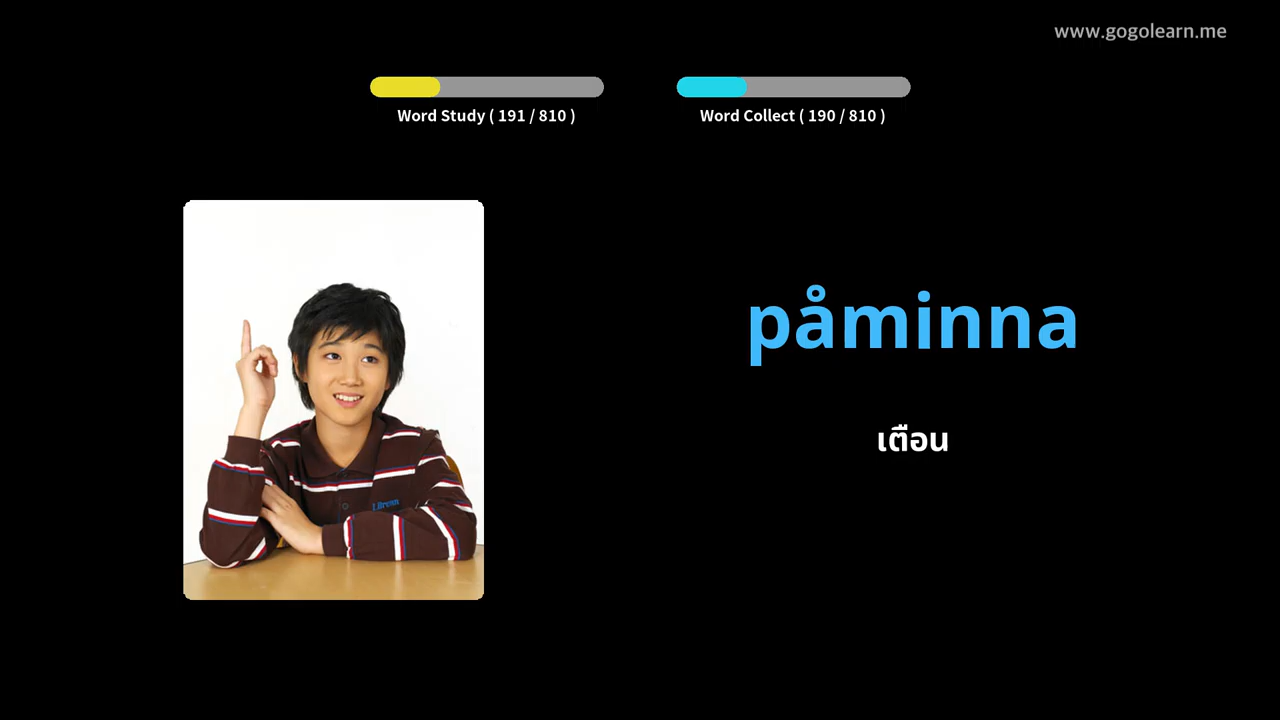 www.gogolearn.me
Word Study ( 191 / 810 )
Word Collect ( 190 / 810 )
påminna
เตือน